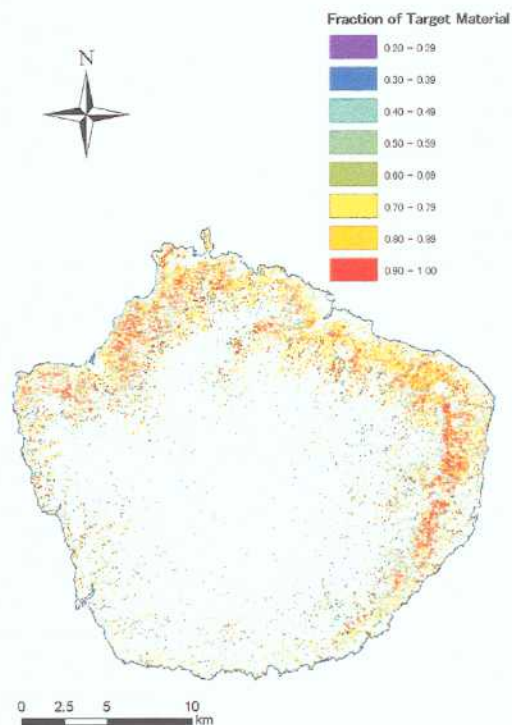 Fraction of Target Material
0.20 - 0.29
0.30 - 0.39
0.40 - 0.49
0.50 - 0.59
0.60 - 0.69
0.70 - 0.79
0.80 - 0.89
0.90 - 1.00
N
0 2.5 5 10
km